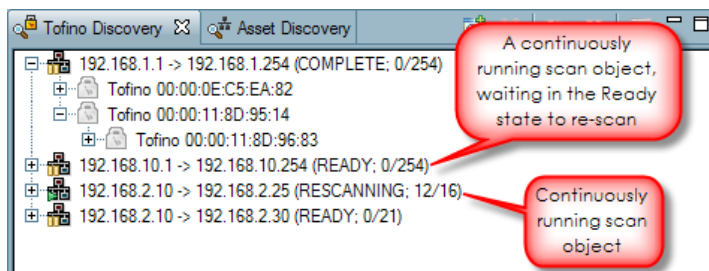 Tofino Discovery
Asset Discovery
192.168.1.1 -> 192.168.1.254 (COMPLETE; 0/254)
Tofino 00:00:0E:C5:EA:82
Tofino 00:00:11:8D:95:14
Tofino 00:00:11:8D:96:83
192.168.10.1 -> 192.168.10.254 (READY; 0/254)
192.168.2.10 -> 192.168.2.25 (RESCANNING; 12/16)
192.168.2.10 -> 192.168.2.30 (READY; 0/21)
A continuously
running scan object,
waiting in the Ready
state to re-scan
Continuously
running scan
object